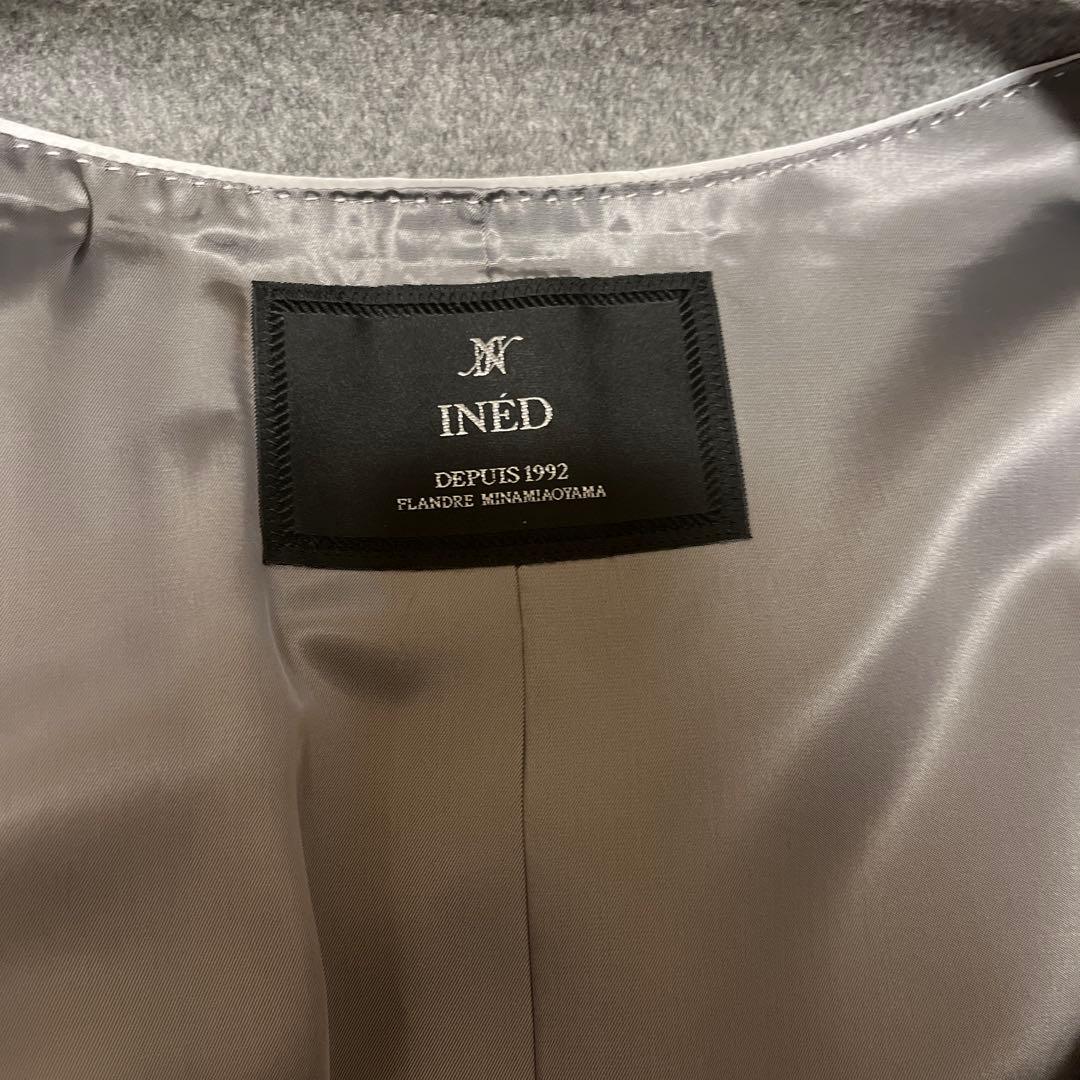 INÉD
DEPUIS 1992
FLANDRE MINAMIAOYAMA